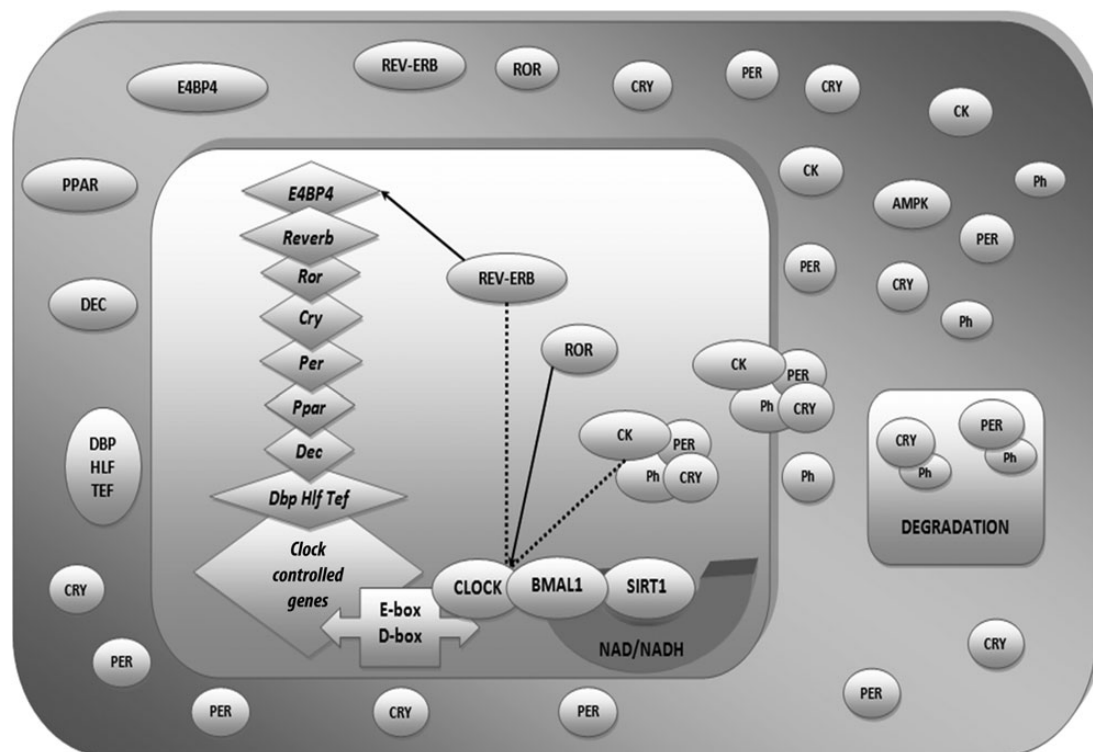 REV-ERB
ROR
E4BP4
CRY
PER
CRY
CK
PPAR
CK
Ph
AMPK
PER
DEC
PER
CRY
Ph
E4BP4
Reverb
Ror
Cry
Per
Ppar
Dec
Dbp Hlf Tef
Clock
controlled
genes
REV-ERB
ROR
CK
PER
Ph
CRY
CK
PER
Ph
CRY
Ph
DBP
HLF
TEF
CRY
Ph
PER
Ph
DEGRADATION
CLOCK
BMAL1
SIRT1
E-box
D-box
NAD/NADH
CRY
PER
PER
CRY
PER
PER
CRY